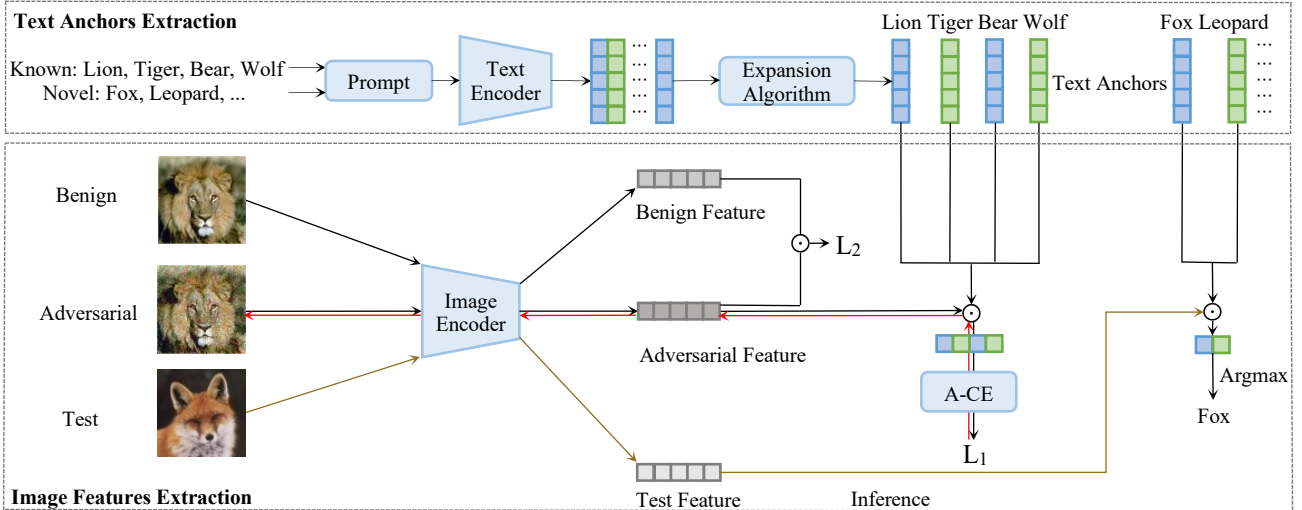 Text Anchors Extraction
Known: Lion, Tiger, Bear, Wolf
Novel: Fox, Leopard, ...
Prompt
Text
Encoder
...
...
...
Expansion
Algorithm
Lion Tiger Bear Wolf
Text Anchors
Fox Leopard
...
...
...
Benign
Adversarial
Test
Image
Encoder
Benign Feature
L2
Adversarial Feature
A-CE
L1
Test Feature
Inference
Argmax
Fox
Image Features Extraction